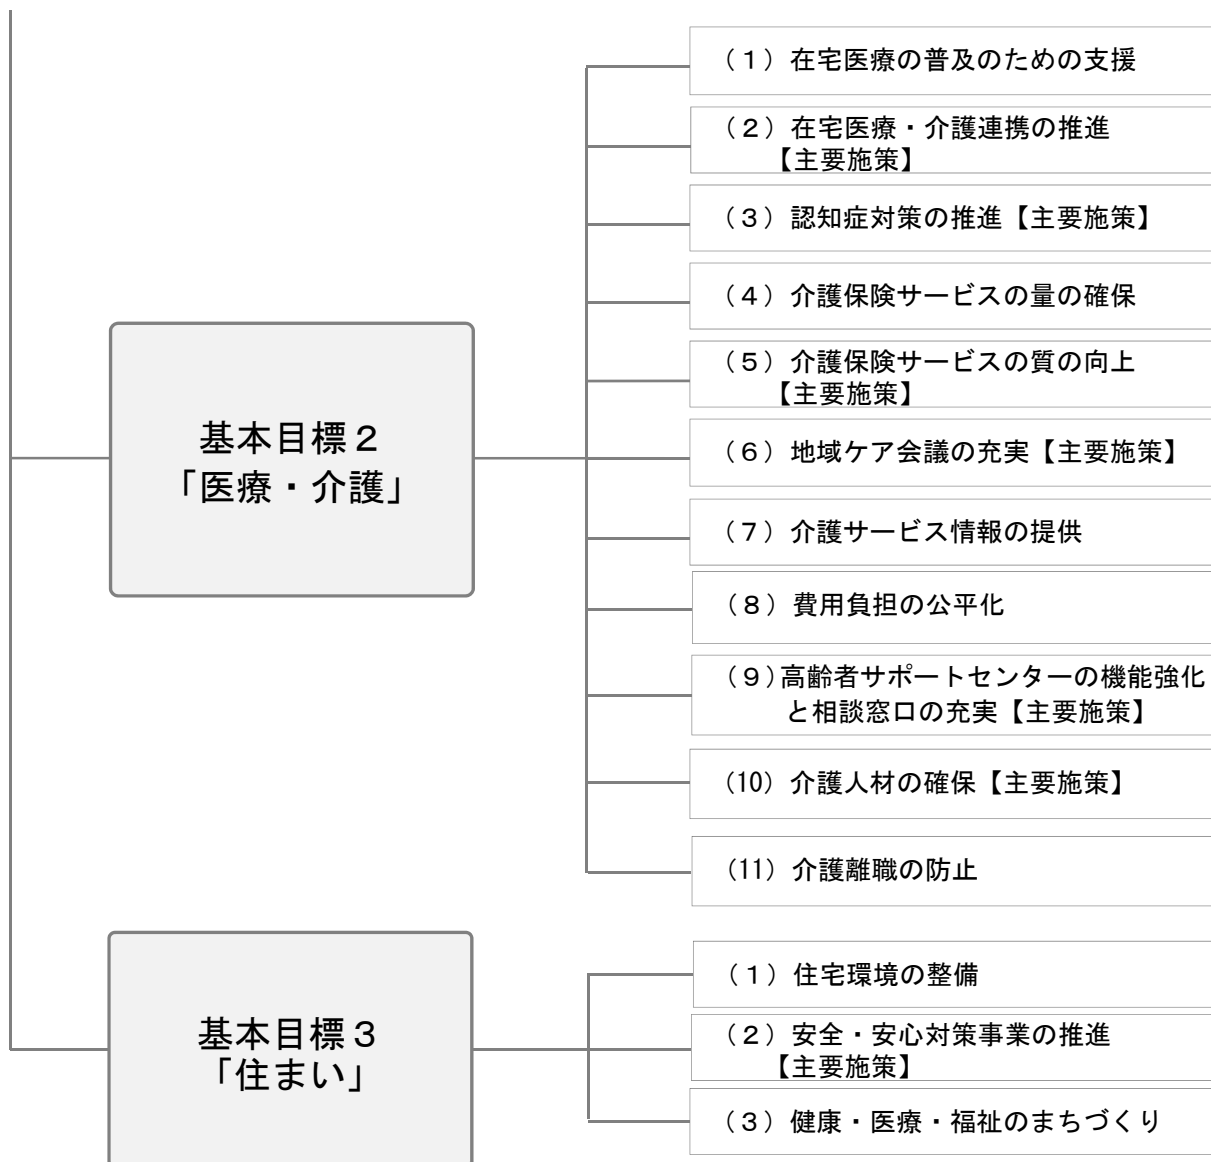 （１）在宅医療の普及のための支援
（２）在宅医療・介護連携の推進
【主要施策】
（３）認知症対策の推進【主要施策】
（４）介護保険サービスの量の確保
（５）介護保険サービスの質の向上
【主要施策】
基本目標２
「医療・介護」
（６）地域ケア会議の充実【主要施策】
（７）介護サービス情報の提供
（８）費用負担の公平化
（９）高齢者サポートセンターの機能強化
と相談窓口の充実【主要施策】
（10）介護人材の確保【主要施策】
（11）介護離職の防止
基本目標３
「住まい」
（１）住宅環境の整備
（２）安全・安心対策事業の推進
【主要施策】
（３）健康・医療・福祉のまちづくり